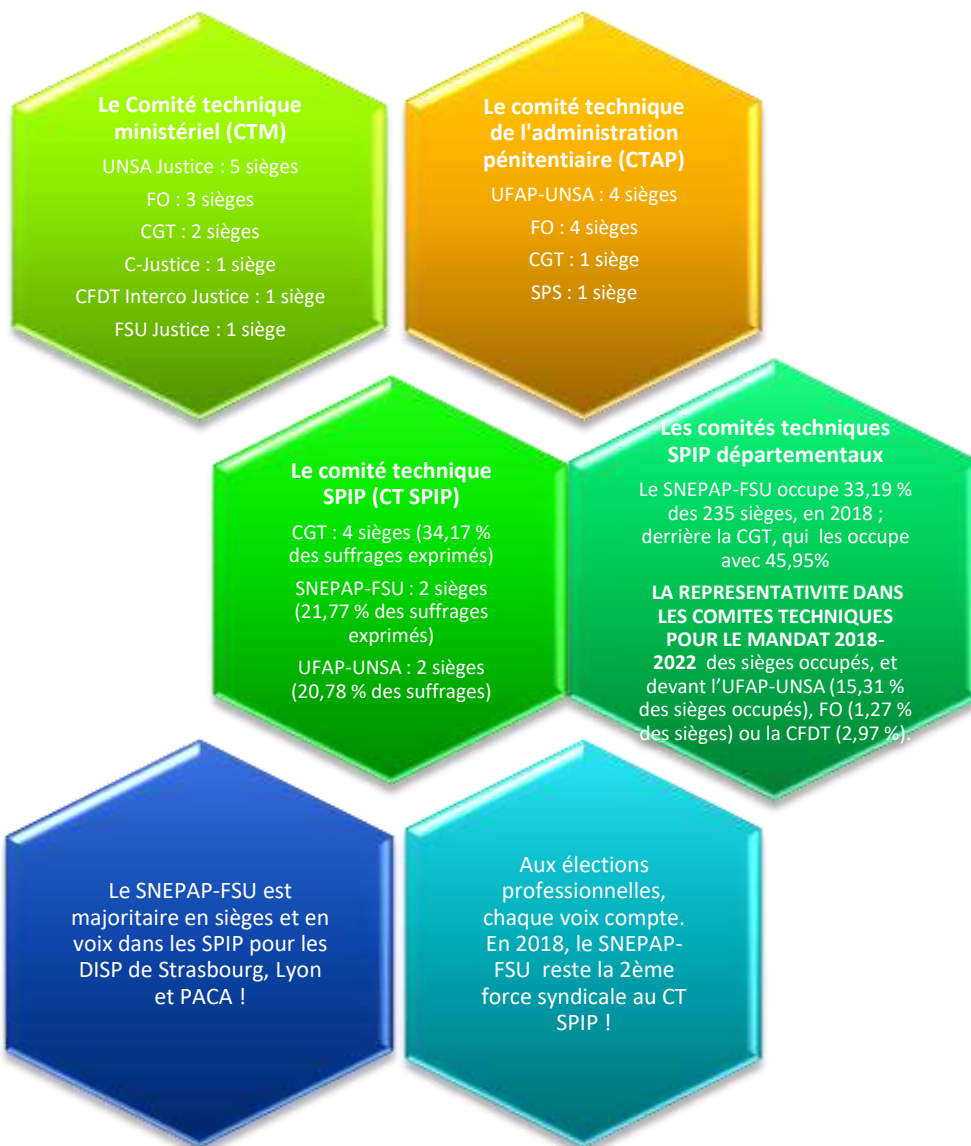 Le Comité technique
ministériel (CTM)
UNSA Justice : 5 sièges
FO : 3 sièges
CGT : 2 sièges
C-Justice : 1 siège
CFDT Interco Justice : 1 siège
FSU Justice : 1 siège
Le comité technique
de l'administration
pénitentiaire (CTAP)
UFAP-UNSA : 4 sièges
FO : 4 sièges
CGT : 1 siège
SPS : 1 siège
Le comité technique
SPIP (CT SPIP)
CGT : 4 sièges (34,17 %
des suffrages exprimés)
SNEPAP-FSU : 2 sièges
(21,77 % des suffrages
exprimés)
UFAP-UNSA : 2 sièges
(20,78 % des suffrages)
Les comités techniques
SPIP départementaux
Le SNEPAP-FSU occupe 33,19 %
des 235 sièges, en 2018 ;
derrière la CGT, qui les occupe
avec 45,95%
LA REPRESENTATIVITE DANS
LES COMITES TECHNIQUES
POUR LE MANDAT 2018-
2022 des sièges occupés, et
devant l’UFAP-UNSA (15,31 %
des sièges occupés), FO (1,27 %
des sièges) ou la CFDT (2,97 %).
Le SNEPAP-FSU est
majoritaire en sièges et en
voix dans les SPIP pour les
DISP de Strasbourg, Lyon
et PACA !
Aux élections
professionnelles,
chaque voix compte.
En 2018, le SNEPAP-
FSU reste la 2ème
force syndicale au CT
SPIP !